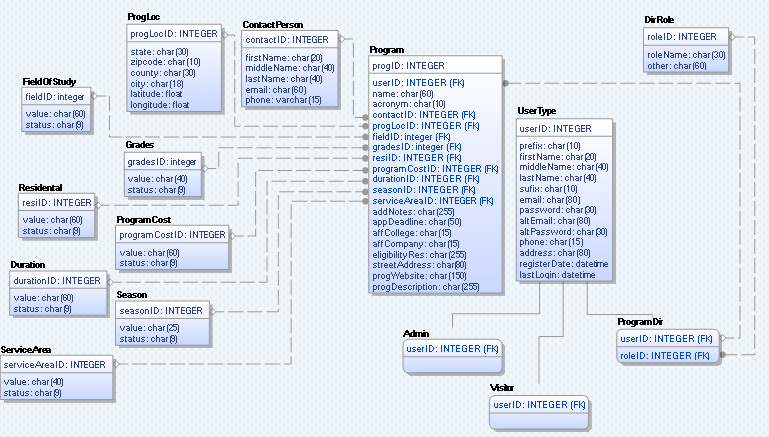 ProgLoc
progLocID: INTEGER
state: char(30)
zipcode: char(10)
county: char(30)
city: char(18)
latitude: float
longitude: float
ContactPerson
contactID: INTEGER
firstName: char(20)
middleName: char(40)
lastName: char(40)
email: char(60)
phone: varchar(15)
Program
progID: INTEGER
userID: INTEGER (FK)
name: char(60)
acronym: char(10)
contactID: INTEGER (FK)
progLocID: INTEGER (FK)
fieldID: integer (FK)
gradesID: integer (FK)
resiID: INTEGER (FK)
programCostID: INTEGER (FK)
durationID: INTEGER (FK)
seasonID: INTEGER (FK)
serviceAreaID: INTEGER (FK)
addNotes: char(255)
appDeadline: char(50)
affCollege: char(15)
affCompany: char(15)
eligibilityRes: char(255)
streetAddress: char(80)
progWebsite: char(150)
progDescription: char(255)
DirRole
roleID: INTEGER
roleName: char(30)
other: char(60)
FieldOfStudy
fieldID: integer
value: char(60)
status: char(9)
UserType
userID: INTEGER
prefix: char(10)
firstName: char(20)
middleName: char(40)
lastName: char(40)
sufix: char(10)
email: char(80)
password: char(30)
altEmail: char(80)
altPassword: char(30)
phone: char(15)
address: char(80)
registerDate: datetime
lastLogin: datetime
Grades
gradesID: integer
value: char(40)
status: char(9)
Residental
resiID: INTEGER
value: char(60)
status: char(9)
ProgramCost
programCostID: INTEGER
value: char(60)
status: char(9)
Duration
durationID: INTEGER
value: char(60)
status: char(9)
Season
seasonID: INTEGER
value: char(25)
status: char(9)
ServiceArea
serviceAreaID: INTEGER
value: char(40)
status: char(9)
Admin
userID: INTEGER (FK)
Visitor
userID: INTEGER (FK)
ProgramDir
userID: INTEGER (FK)
roleID: INTEGER (FK)